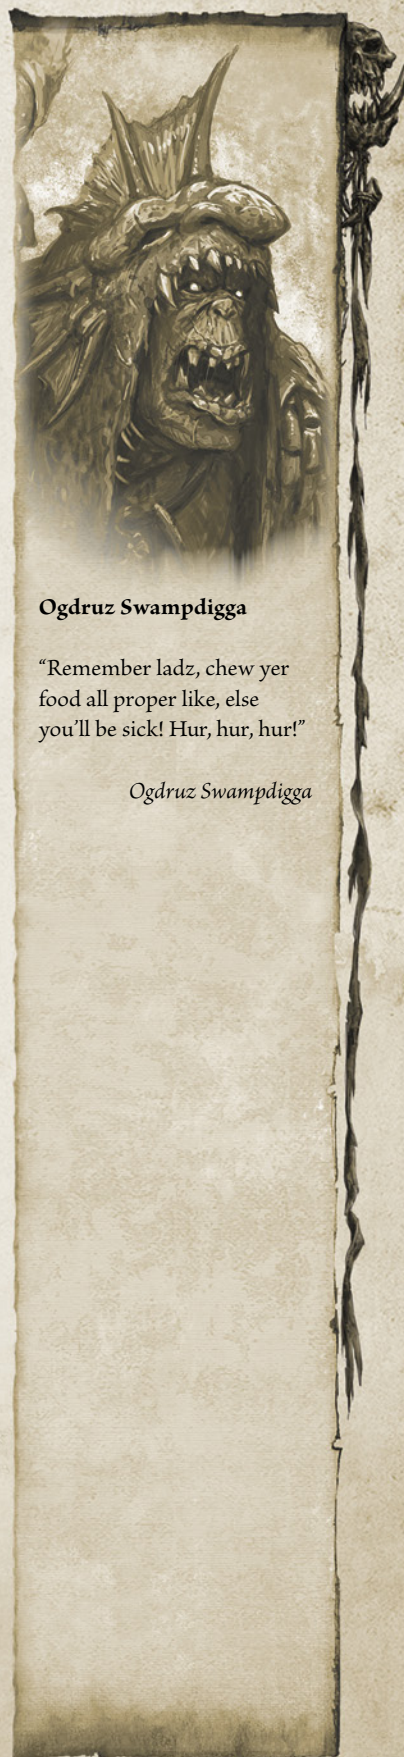 Ogdruz Swampdigga
“Remember ladz, chew yer
food all proper like, else
you’ll be sick! Hur, hur, hur!”
Ogdruz Swampdigga